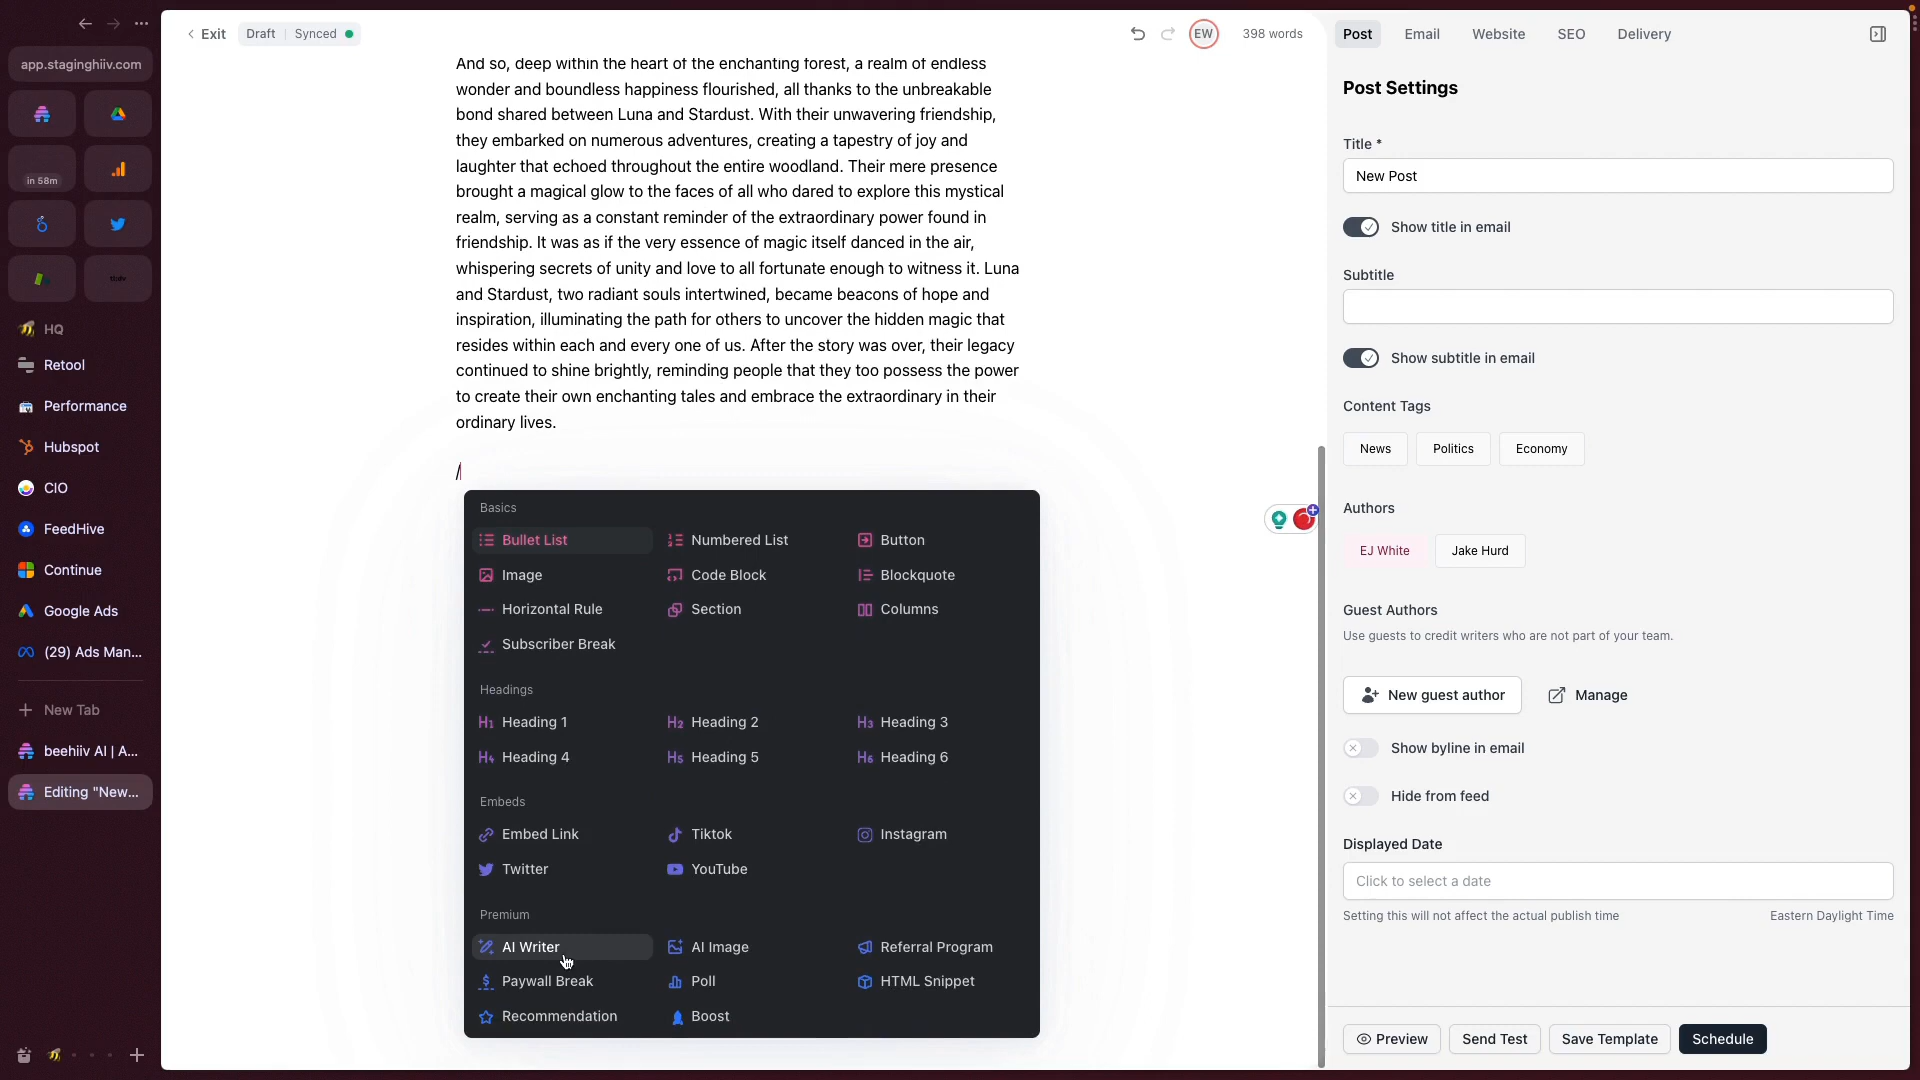 app.staginghiiv.com
in 58m
HQ
Retool
Performance
Hubspot
CIO
FeedHive
Continue
Google Ads
(29) Ads Man...
New Tab
beehiiv AI | A...
Editing "New...
Exit
Draft
Synced
EW
398 words
And so, deep within the heart of the enchanting forest, a realm of endless
wonder and boundless happiness flourished, all thanks to the unbreakable
bond shared between Luna and Stardust. With their unwavering friendship,
they embarked on numerous adventures, creating a tapestry of joy and
laughter that echoed throughout the entire woodland. Their mere presence
brought a magical glow to the faces of all who dared to explore this mystical
realm, serving as a constant reminder of the extraordinary power found in
friendship. It was as if the very essence of magic itself danced in the air,
whispering secrets of unity and love to all fortunate enough to witness it. Luna
and Stardust, two radiant souls intertwined, became beacons of hope and
inspiration, illuminating the path for others to uncover the hidden magic that
resides within each and every one of us. After the story was over, their legacy
continued to shine brightly, reminding people that they too possess the power
to create their own enchanting tales and embrace the extraordinary in their
ordinary lives.
/
Basics
Bullet List
Numbered List
Button
Image
Code Block
Blockquote
Horizontal Rule
Section
Columns
Subscriber Break
Headings
H1 Heading 1
H2 Heading 2
H3 Heading 3
H4 Heading 4
H5 Heading 5
H6 Heading 6
Embeds
Embed Link
Tiktok
Instagram
Twitter
YouTube
Premium
AI Writer
AI Image
Referral Program
Paywall Break
Poll
HTML Snippet
Recommendation
Boost
Post
Email
Website
SEO
Delivery
Post Settings
Title *
New Post
Show title in email
Subtitle
Show subtitle in email
Content Tags
News
Politics
Economy
Authors
EJ White
Jake Hurd
Guest Authors
Use guests to credit writers who are not part of your team.
New guest author
Manage
Show byline in email
Hide from feed
Displayed Date
Click to select a date
Setting this will not affect the actual publish time
Eastern Daylight Time
Preview
Send Test
Save Template
Schedule